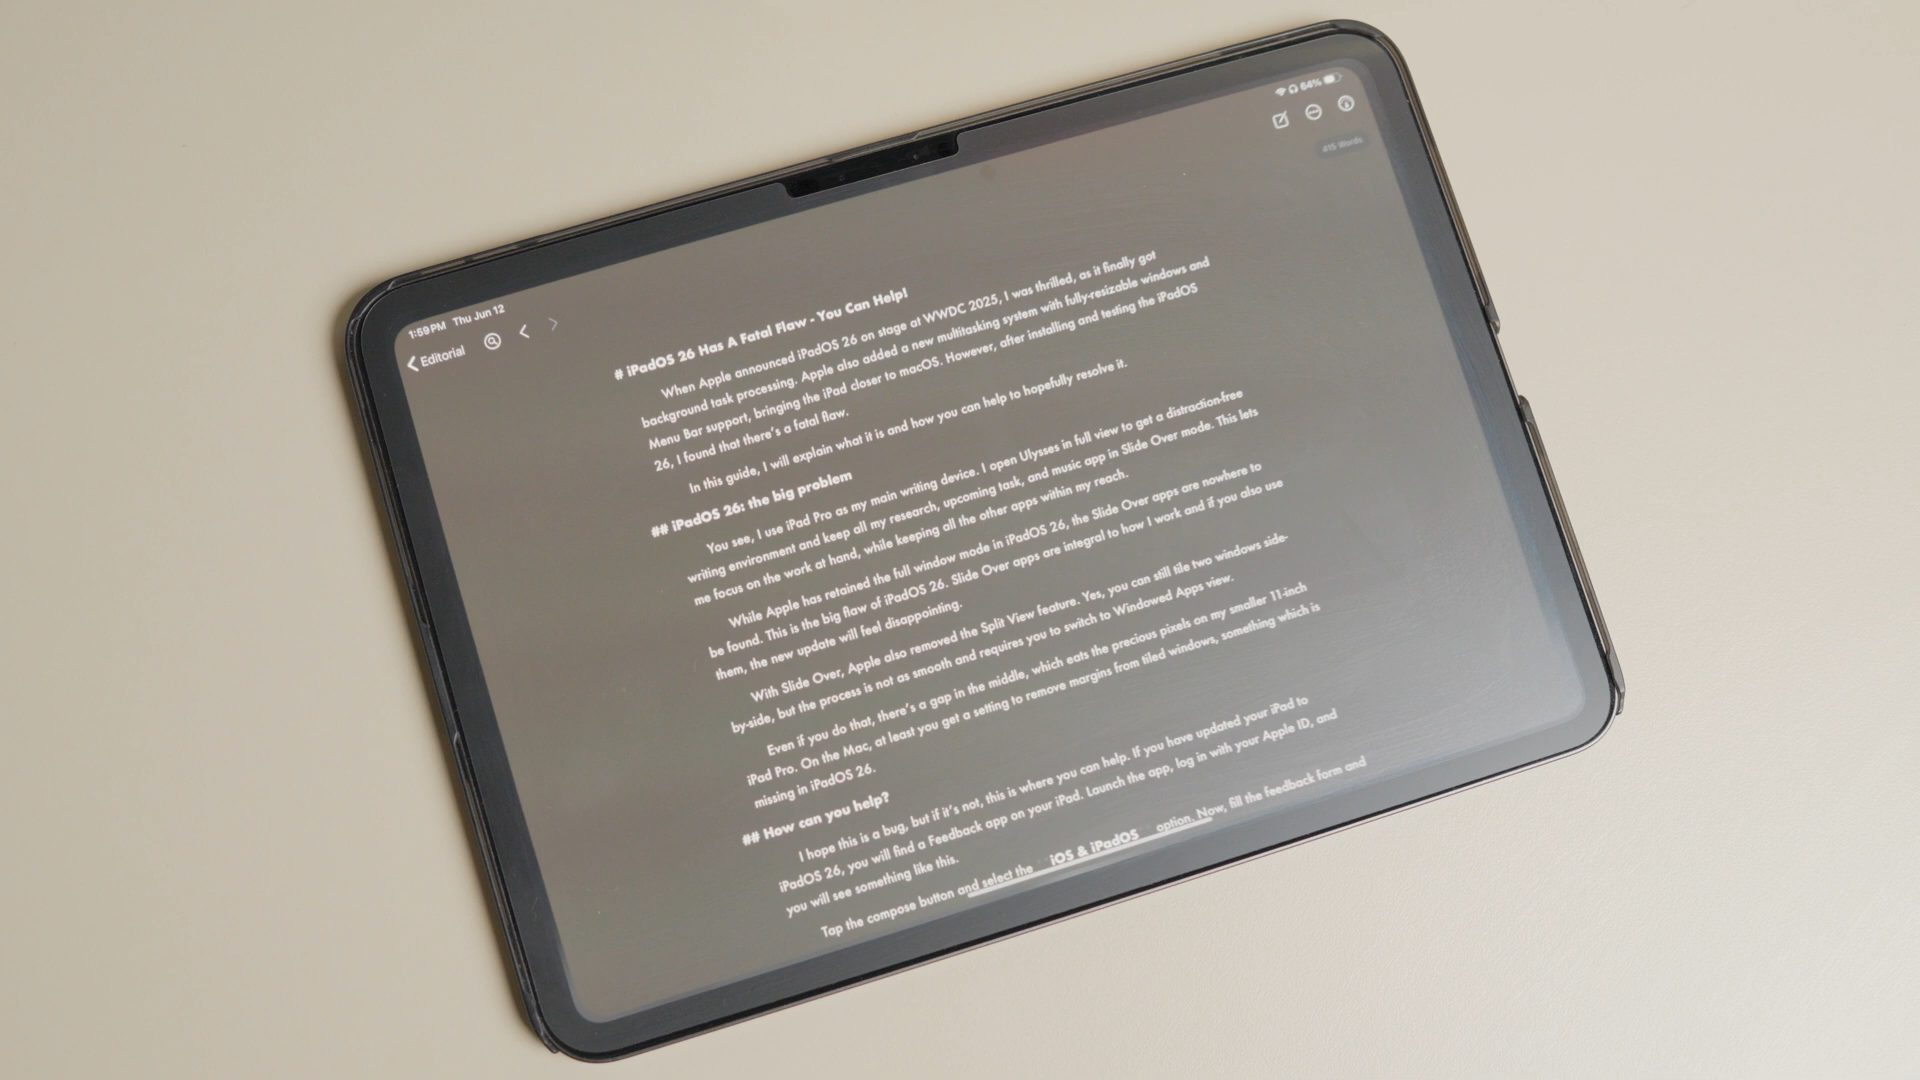 1:59 PM Thu Jun 12
64%
Editorial
415 Words
# iPadOS 26 Has A Fatal Flaw - You Can Help!
When Apple announced iPadOS 26 on stage at WWDC 2025, I was thrilled, as it finally got
background task processing. Apple also added a new multitasking system with fully-resizable windows and
Menu Bar support, bringing the iPad closer to macOS. However, after installing and testing the iPadOS
26, I found that there's a fatal flaw.
In this guide, I will explain what it is and how you can help to hopefully resolve it.
## iPadOS 26: the big problem
You see, I use iPad Pro as my main writing device. I open Ulysses in full view to get a distraction-free
writing environment and keep all my research, upcoming task, and music app in Slide Over mode. This lets
me focus on the work at hand, while keeping all the other apps within my reach.
While Apple has retained the full window mode in iPadOS 26, the Slide Over apps are nowhere to
be found. This is the big flaw of iPadOS 26. Slide Over apps are integral to how I work and if you also use
them, the new update will feel disappointing.
With Slide Over, Apple also removed the Split View feature. Yes, you can still tile two windows side-
by-side, but the process is not as smooth and requires you to switch to Windowed Apps view.
Even if you do that, there's a gap in the middle, which eats the precious pixels on my smaller 11-inch
iPad Pro. On the Mac, at least you get a setting to remove margins from tiled windows, something which is
missing in iPadOS 26.
## How can you help?
I hope this is a bug, but if it's not, this is where you can help. If you have updated your iPad to
iPadOS 26, you will find a Feedback app on your iPad. Launch the app, log in with your Apple ID, and
you will see something like this.
Tap the compose button and select the iOS & iPadOS option. Now, fill the feedback form and